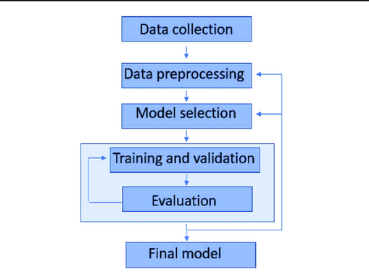 Data collection
Data preprocessing
Model selection
Training and validation
Evaluation
Final model